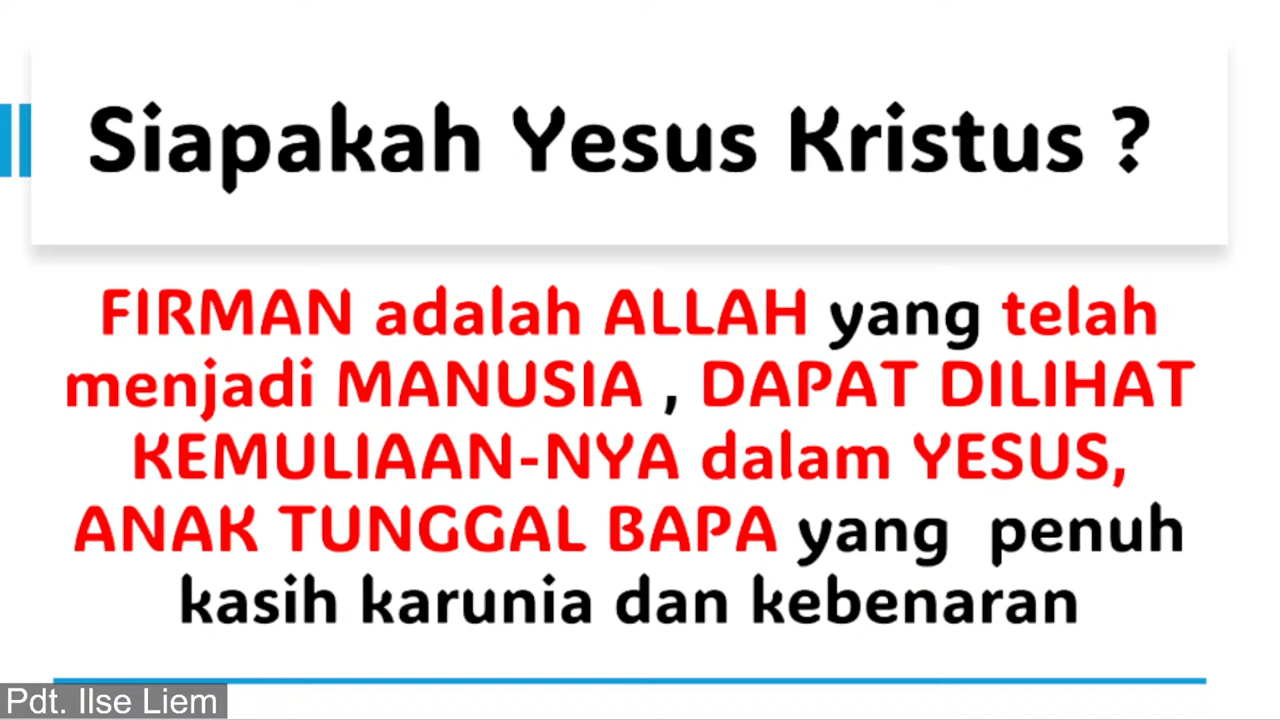 Siapakah Yesus Kristus ?
FIRMAN adalah ALLAH yang telah
menjadi MANUSIA , DAPAT DILIHAT
KEMULIAAN-NYA dalam YESUS,
ANAK TUNGGAL BAPA yang penuh
kasih karunia dan kebenaran
Pdt. Ilse Liem